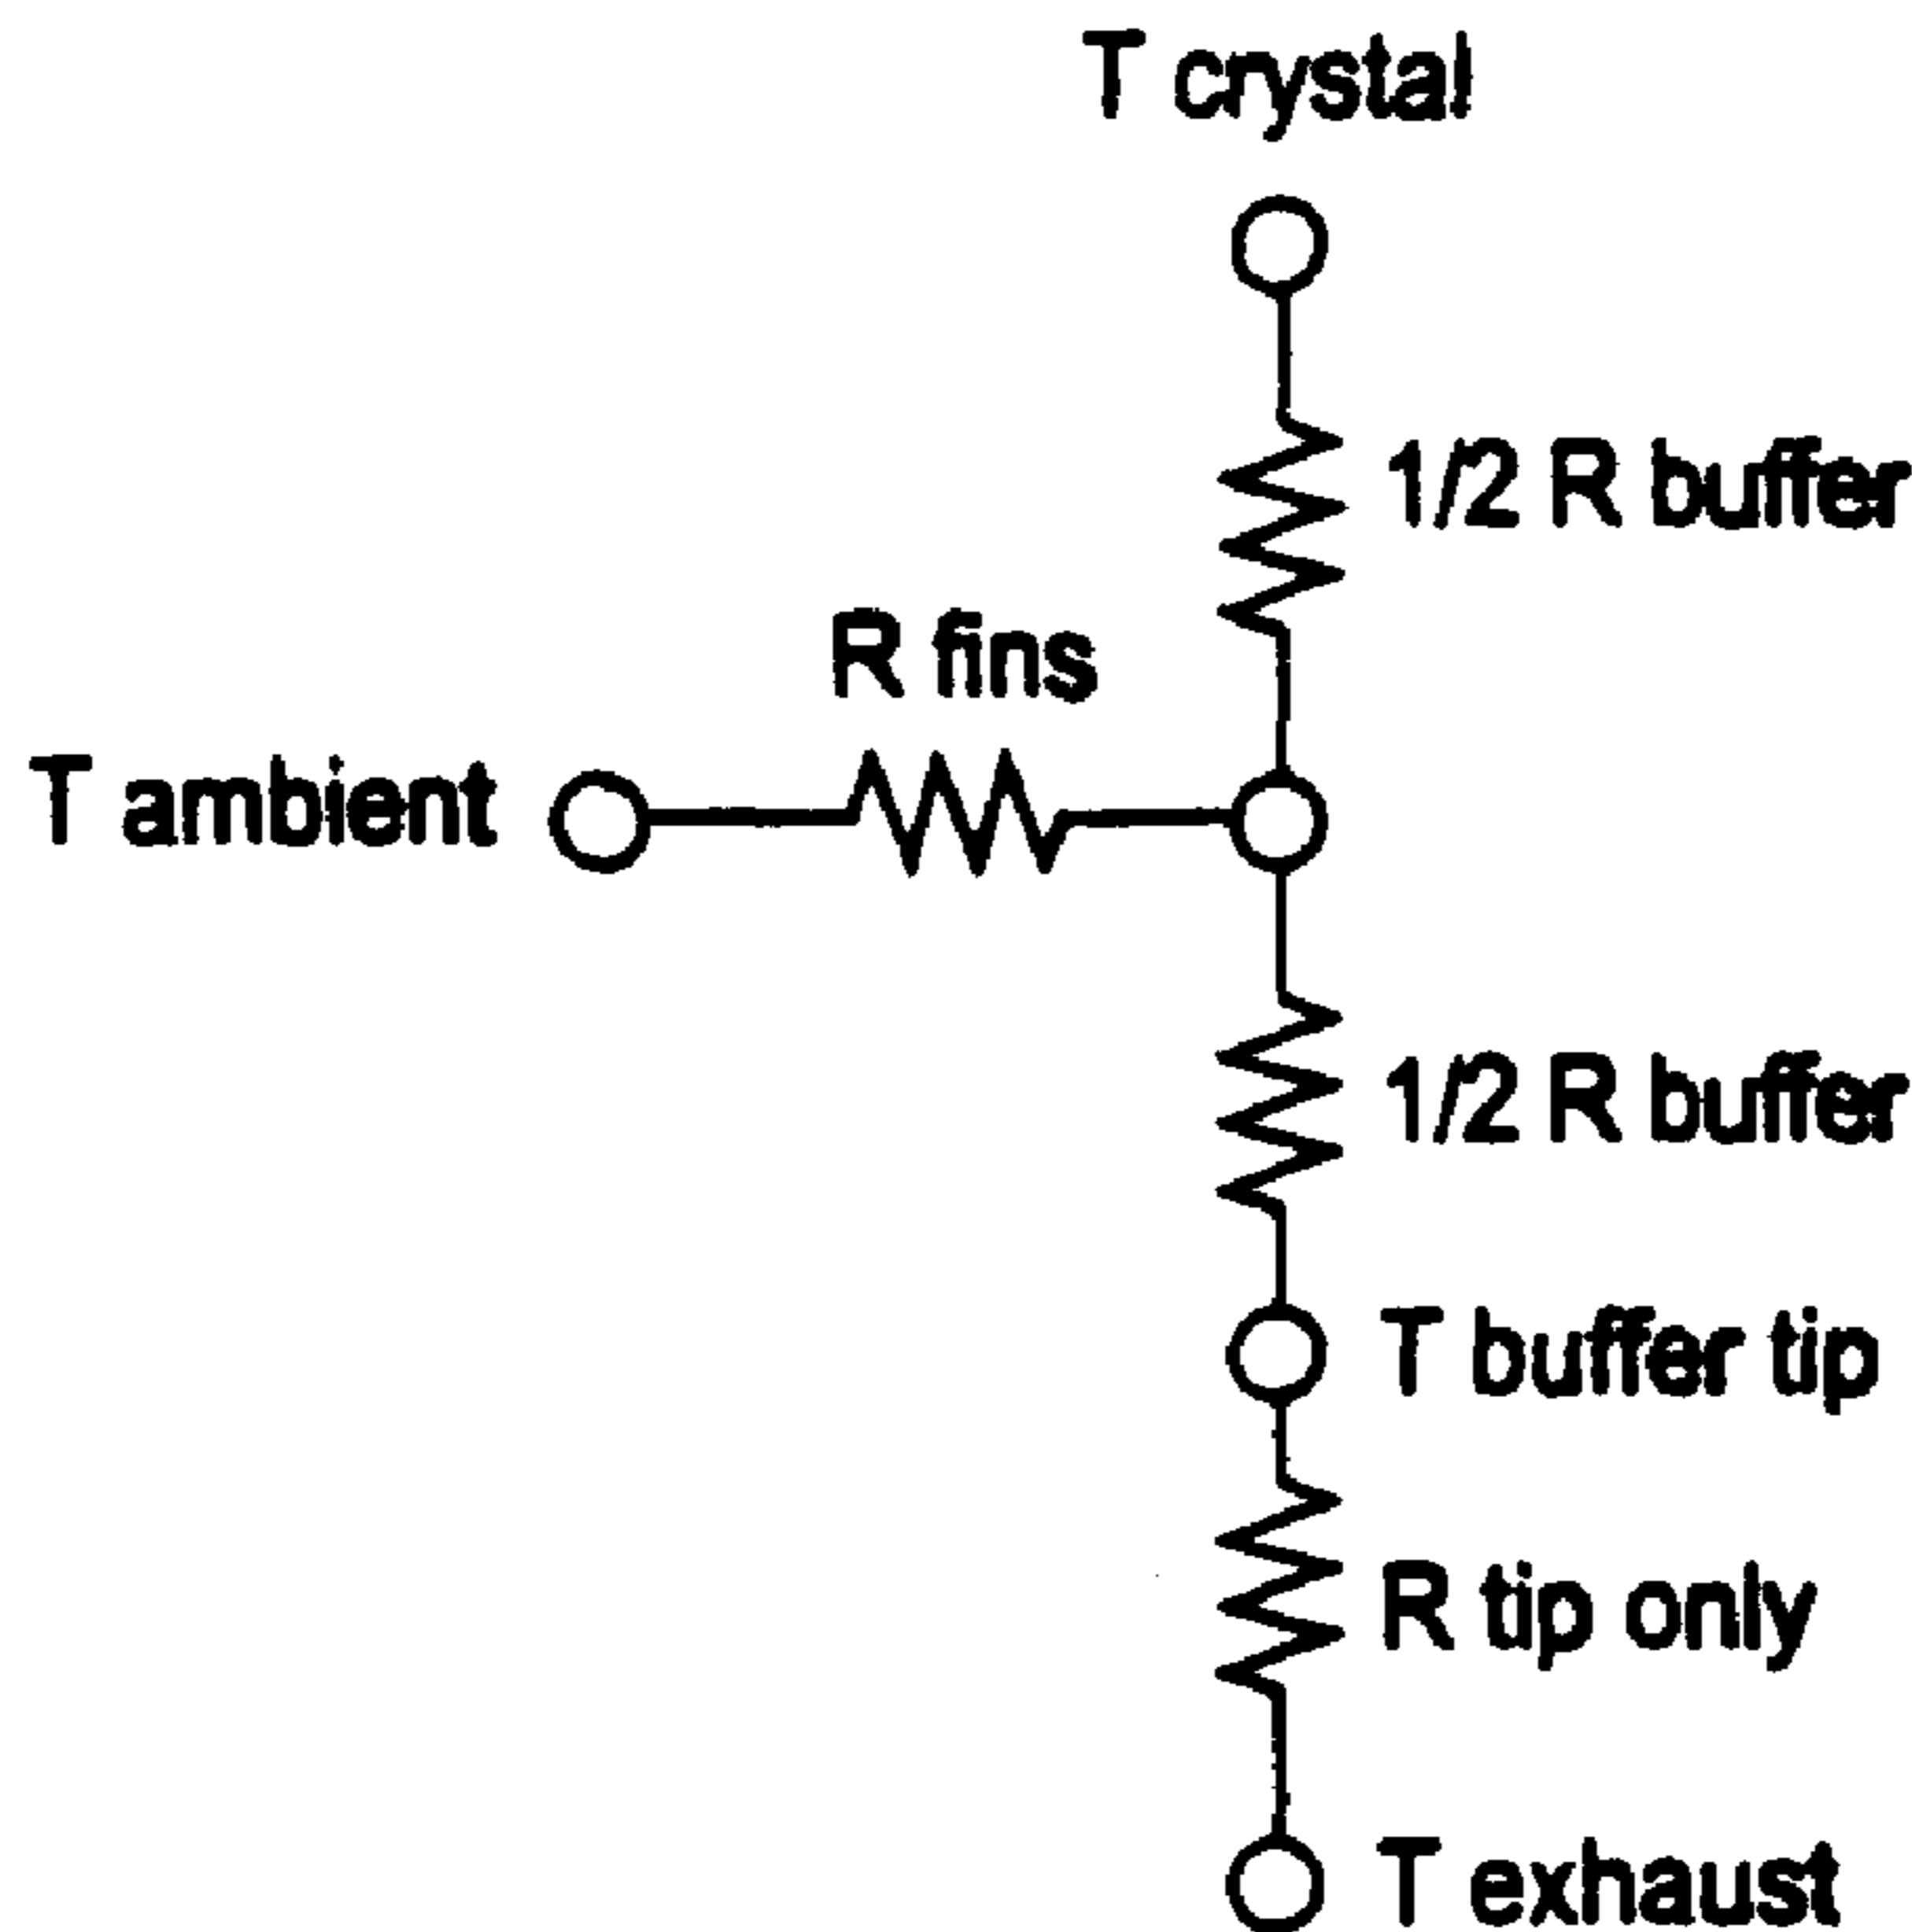 T crystal
1/2 R buffer
R fins
T ambient
1/2 R buffer
T buffer tip
R tip only
T exhaust